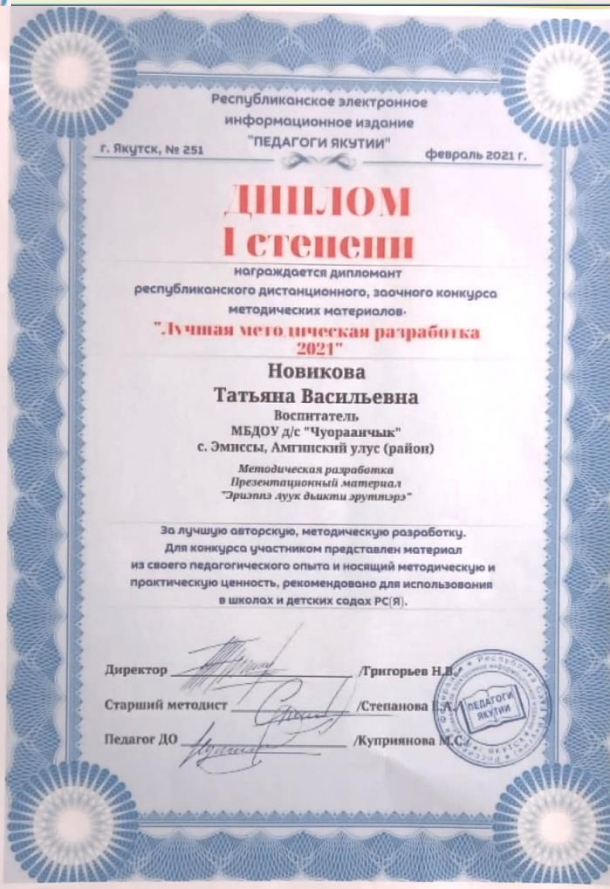 Республиканское электронное
информационное издание
"ПЕДАГОГИ ЯКУТИИ"
г. Якутск, № 251
февраль 2021 г.
ДИПЛОМ
I степени
награждается дипломант
республиканского дистанционного, заочного конкурса
методических материалов-
"Лучшая методическая разработка
2021"
Новикова
Татьяна Васильевна
Воспитатель
МБДОУ д/с "Чуораанчык"
с. Эмиссы, Амгинский улус (район)
Методическая разработка
Презентационный материал
"Эриэппэ луук дьикти эруттэрэ"
За лучшую авторскую, методическую разработку.
Для конкурса участником представлен материал
из своего педагогического опыта и носящий методическую и
практическую ценность, рекомендовано для использования
в школах и детских садах РС(Я).
Директор /Григорьев Н.В./
Старший методист /Степанова Е.А./
Педагог ДО /Куприянова М.С./
ПЕДАГОГИ
ЯКУТИИ